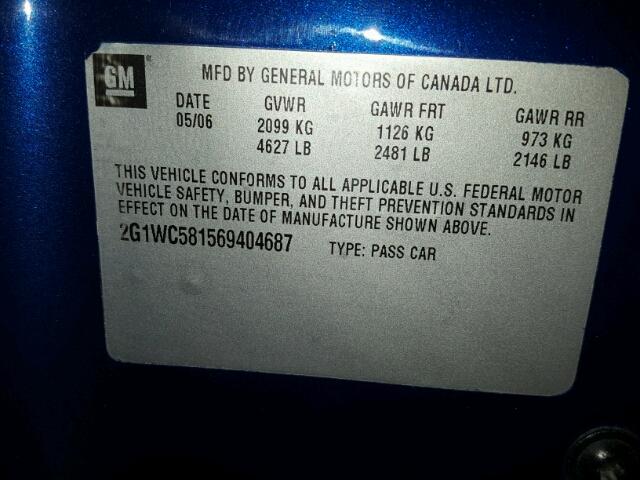 GM
MFD BY GENERAL MOTORS OF CANADA LTD.
DATE GVWR GAWR FRT GAWR RR
05/06 2099 KG 1126 KG 973 KG
4627 LB 2481 LB 2146 LB
THIS VEHICLE CONFORMS TO ALL APPLICABLE U.S. FEDERAL MOTOR
VEHICLE SAFETY, BUMPER, AND THEFT PREVENTION STANDARDS IN
EFFECT ON THE DATE OF MANUFACTURE SHOWN ABOVE.
2G1WC581569404687 TYPE: PASS CAR